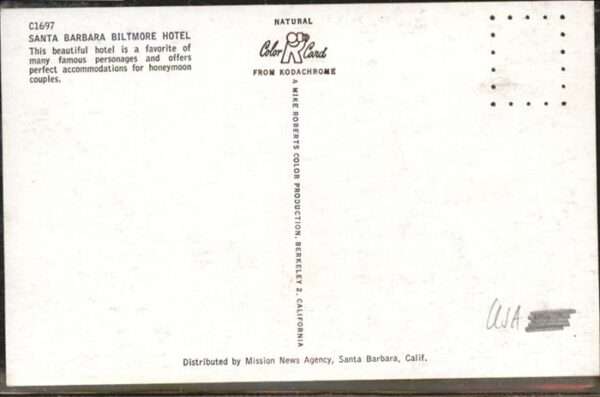 C1697
SANTA BARBARA BILTMORE HOTEL
This beautiful hotel is a favorite of
many famous personages and offers
perfect accommodations for honeymoon
couples.
NATURAL
Color Card
FROM KODACHROME
A MIKE ROBERTS COLOR PRODUCTION, BERKELEY 2, CALIFORNIA
USA
Distributed by Mission News Agency, Santa Barbara, Calif.